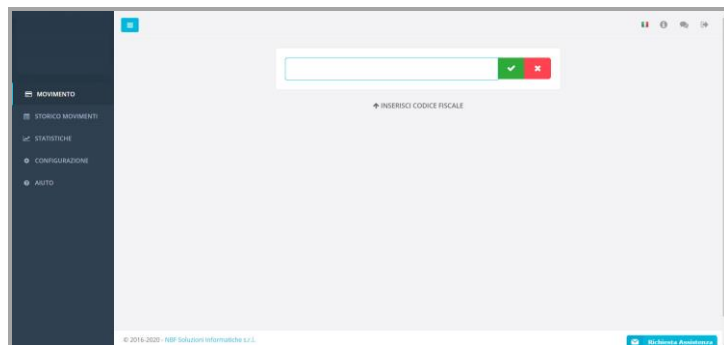 MOVIMENTO
STORICO MOVIMENTI
STATISTICHE
CONFIGURAZIONE
AIUTO
INSERISCI CODICE FISCALE
© 2016-2020 - NBF Soluzioni Informatiche s.r.l.
Richiesta Assistenza